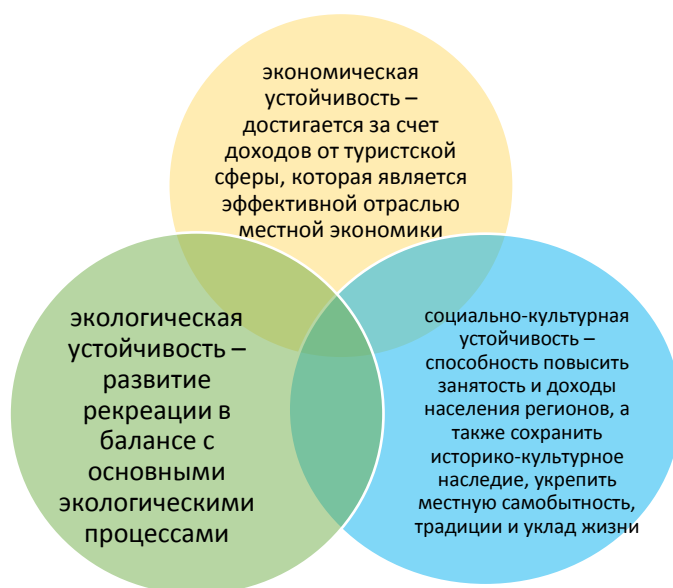 экономическая
устойчивость –
достигается за счет
доходов от туристской
сферы, которая является
эффективной отраслью
местной экономики
экологическая
устойчивость –
развитие
рекреации в
балансе с
основными
экологическими
процессами
социально-культурная
устойчивость –
способность повысить
занятость и доходы
населения регионов, а
также сохранить
историко-культурное
наследие, укрепить
местную самобытность,
традиции и уклад жизни